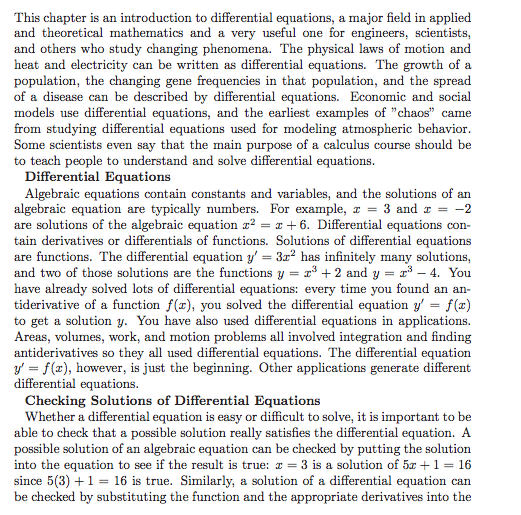 This chapter is an introduction to differential equations, a major field in applied
and theoretical mathematics and a very useful one for engineers, scientists,
and others who study changing phenomena. The physical laws of motion and
heat and electricity can be written as differential equations. The growth of a
population, the changing gene frequencies in that population, and the spread
of a disease can be described by differential equations. Economic and social
models use differential equations, and the earliest examples of "chaos" came
from studying differential equations used for modeling atmospheric behavior.
Some scientists even say that the main purpose of a calculus course should be
to teach people to understand and solve differential equations.
Differential Equations
Algebraic equations contain constants and variables, and the solutions of an
algebraic equation are typically numbers. For example, x = 3 and x = −2
are solutions of the algebraic equation x² = x + 6. Differential equations con-
tain derivatives or differentials of functions. Solutions of differential equations
are functions. The differential equation y′ = 3x² has infinitely many solutions,
and two of those solutions are the functions y = x³ + 2 and y = x³ − 4. You
have already solved lots of differential equations: every time you found an an-
tiderivative of a function f(x), you solved the differential equation y′ = f(x)
to get a solution y. You have also used differential equations in applications.
Areas, volumes, work, and motion problems all involved integration and finding
antiderivatives so they all used differential equations. The differential equation
y′ = f(x), however, is just the beginning. Other applications generate different
differential equations.
Checking Solutions of Differential Equations
Whether a differential equation is easy or difficult to solve, it is important to be
able to check that a possible solution really satisfies the differential equation. A
possible solution of an algebraic equation can be checked by putting the solution
into the equation to see if the result is true: x = 3 is a solution of 5x + 1 = 16
since 5(3) + 1 = 16 is true. Similarly, a solution of a differential equation can
be checked by substituting the function and the appropriate derivatives into the